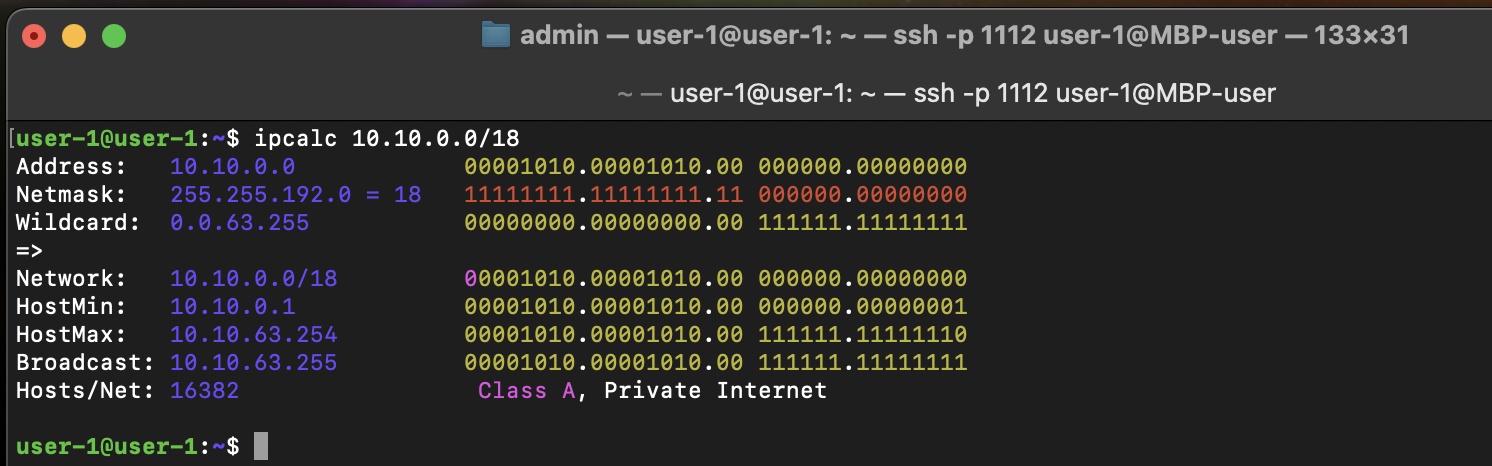 admin — user-1@user-1: ~ — ssh -p 1112 user-1@MBP-user — 133×31
~ — user-1@user-1: ~ — ssh -p 1112 user-1@MBP-user
[user-1@user-1:~$ ipcalc 10.10.0.0/18
Address:   10.10.0.0            00001010.00001010.00 000000.00000000
Netmask:   255.255.192.0 = 18   11111111.11111111.11 000000.00000000
Wildcard:  0.0.63.255           00000000.00000000.00 111111.11111111
=>
Network:   10.10.0.0/18         00001010.00001010.00 000000.00000000
HostMin:   10.10.0.1            00001010.00001010.00 000000.00000001
HostMax:   10.10.63.254         00001010.00001010.00 111111.11111110
Broadcast: 10.10.63.255         00001010.00001010.00 111111.11111111
Hosts/Net: 16382                 Class A, Private Internet
user-1@user-1:~$